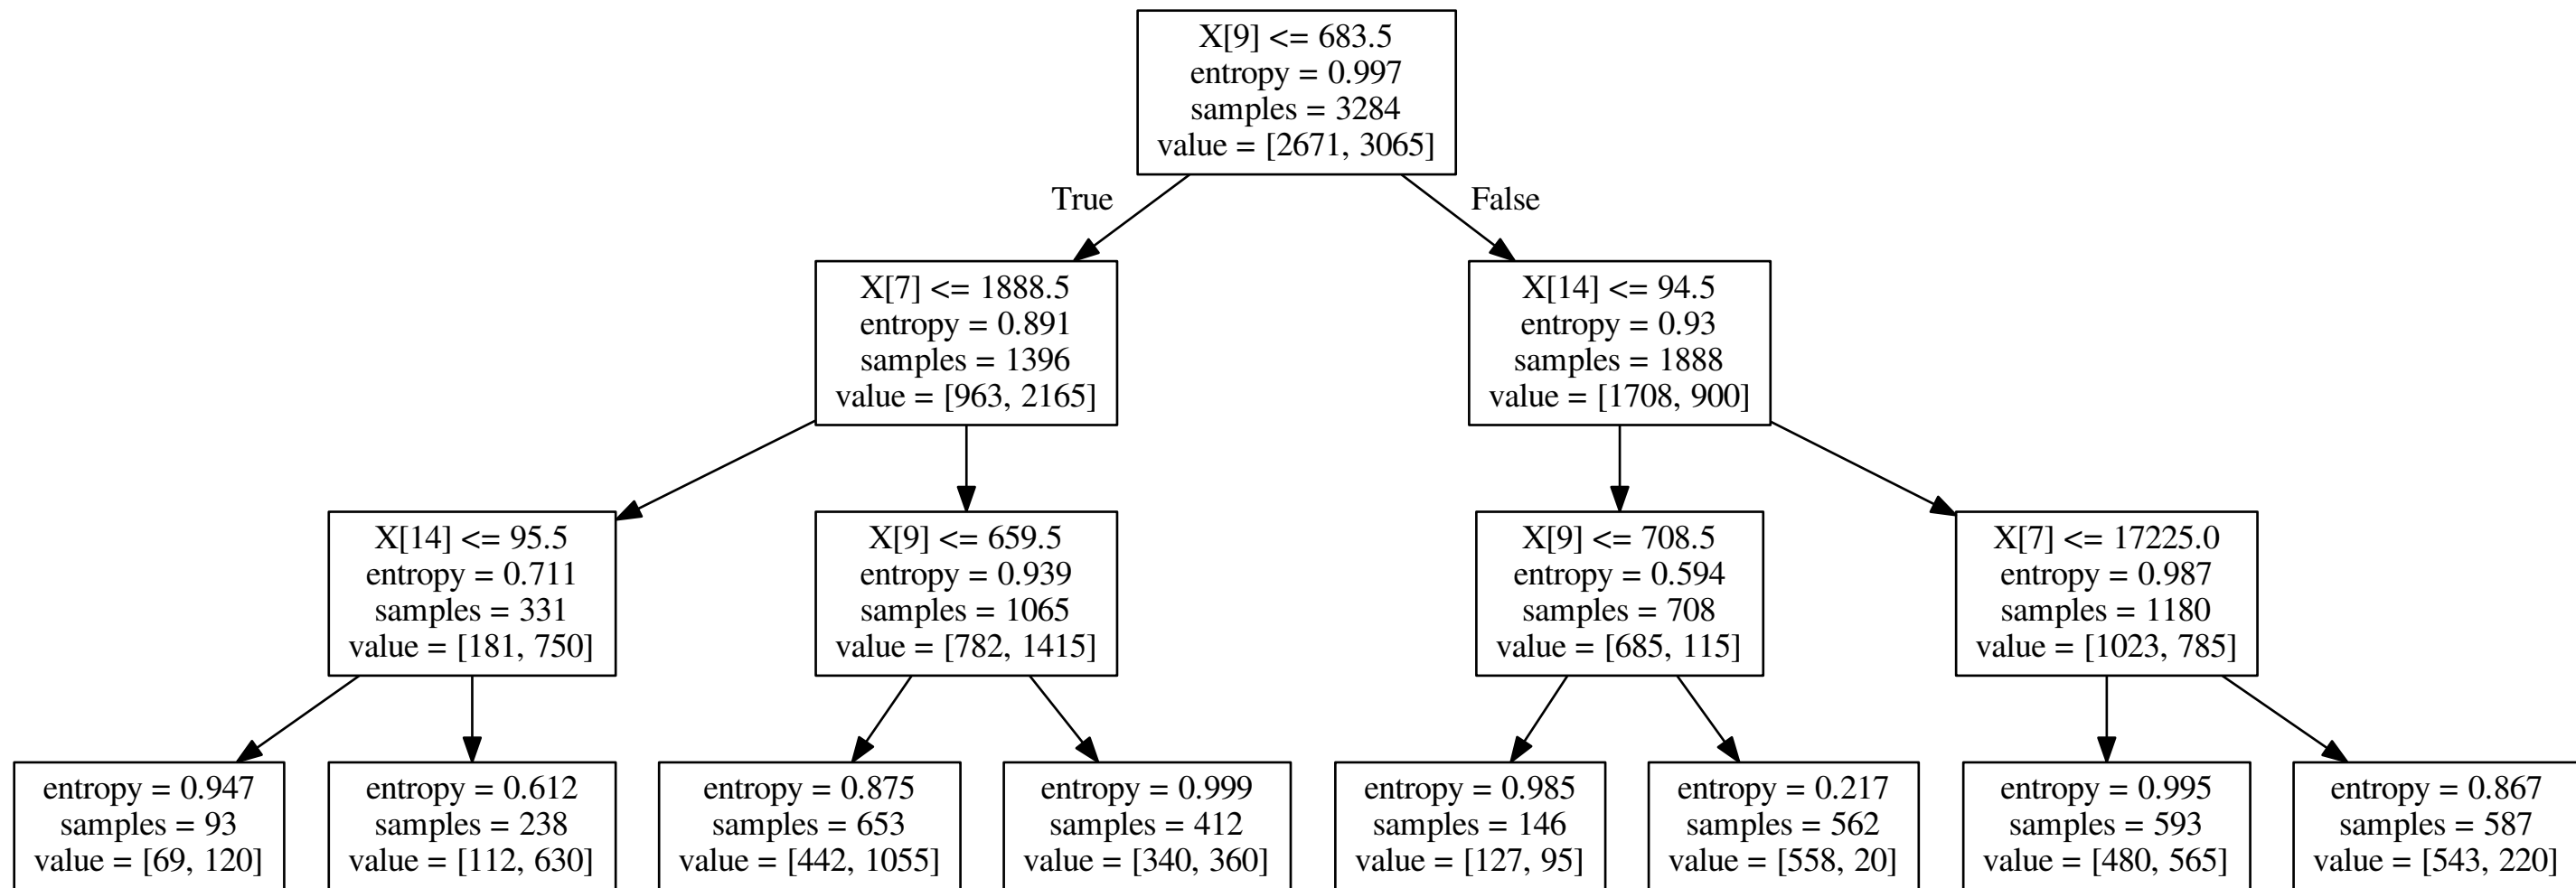 X[9] <= 683.5
entropy = 0.997
samples = 3284
value = [2671, 3065]
True
False
X[7] <= 1888.5
entropy = 0.891
samples = 1396
value = [963, 2165]
X[14] <= 94.5
entropy = 0.93
samples = 1888
value = [1708, 900]
X[14] <= 95.5
entropy = 0.711
samples = 331
value = [181, 750]
X[9] <= 659.5
entropy = 0.939
samples = 1065
value = [782, 1415]
X[9] <= 708.5
entropy = 0.594
samples = 708
value = [685, 115]
X[7] <= 17225.0
entropy = 0.987
samples = 1180
value = [1023, 785]
entropy = 0.947
samples = 93
value = [69, 120]
entropy = 0.612
samples = 238
value = [112, 630]
entropy = 0.875
samples = 653
value = [442, 1055]
entropy = 0.999
samples = 412
value = [340, 360]
entropy = 0.985
samples = 146
value = [127, 95]
entropy = 0.217
samples = 562
value = [558, 20]
entropy = 0.995
samples = 593
value = [480, 565]
entropy = 0.867
samples = 587
value = [543, 220]